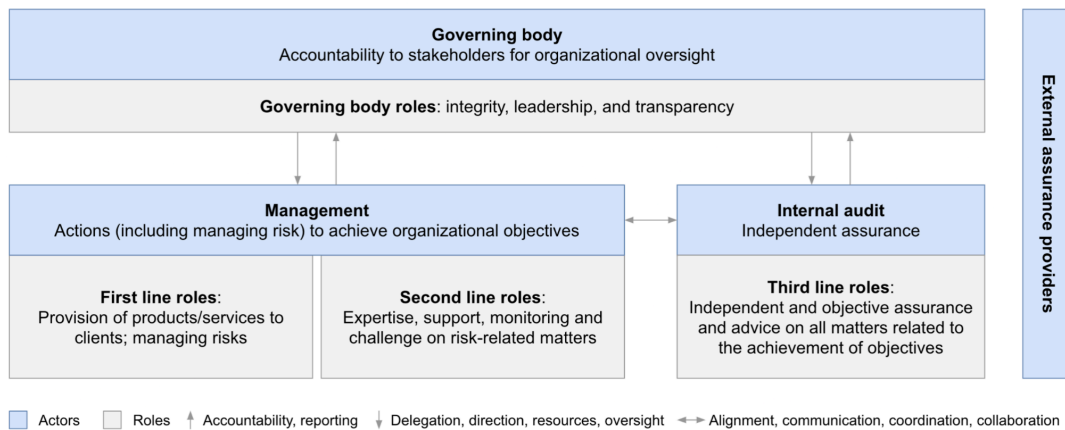 Governing body
Accountability to stakeholders for organizational oversight
Governing body roles: integrity, leadership, and transparency
Management
Actions (including managing risk) to achieve organizational objectives
First line roles:
Provision of products/services to
clients; managing risks
Second line roles:
Expertise, support, monitoring and
challenge on risk-related matters
Internal audit
Independent assurance
Third line roles:
Independent and objective assurance
and advice on all matters related to
the achievement of objectives
External assurance providers
Actors
Roles
Accountability, reporting
Delegation, direction, resources, oversight
Alignment, communication, coordination, collaboration